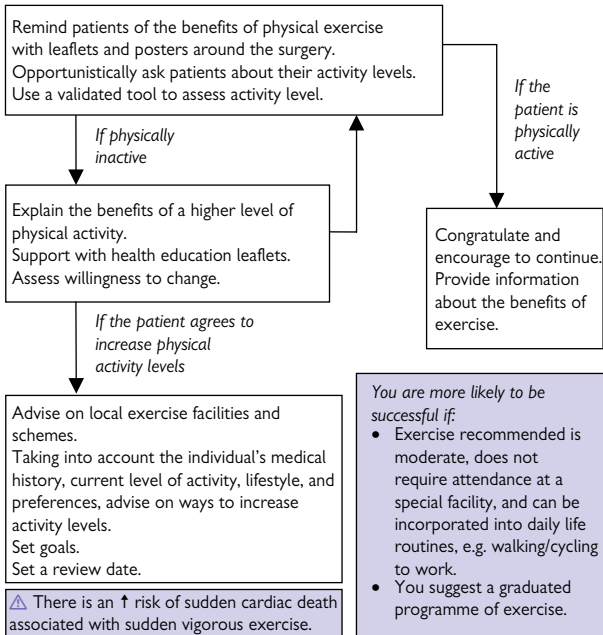 Remind patients of the benefits of physical exercise
with leaflets and posters around the surgery.
Opportunistically ask patients about their activity levels.
Use a validated tool to assess activity level.
If physically
inactive
If the
patient is
physically
active
Explain the benefits of a higher level of
physical activity.
Support with health education leaflets.
Assess willingness to change.
Congratulate and
encourage to continue.
Provide information
about the benefits of
exercise.
If the patient agrees to
increase physical
activity levels
Advise on local exercise facilities and
schemes.
Taking into account the individual's medical
history, current level of activity, lifestyle, and
preferences, advise on ways to increase
activity levels.
Set goals.
Set a review date.
⚠ There is an ↑ risk of sudden cardiac death
associated with sudden vigorous exercise.
You are more likely to be
successful if:
• Exercise recommended is
moderate, does not
require attendance at a
special facility, and can be
incorporated into daily life
routines, e.g. walking/cycling
to work.
• You suggest a graduated
programme of exercise.